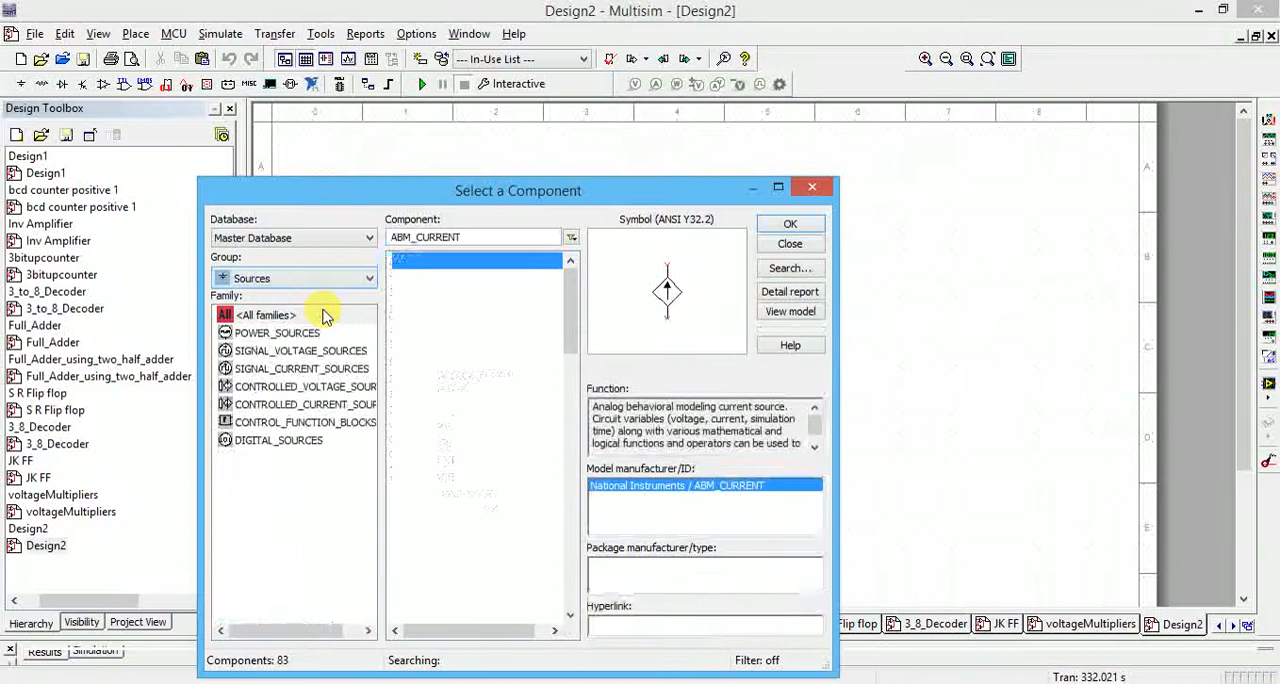 Design2 - Multisim - [Design2]
File Edit View Place MCU Simulate Transfer Tools Reports Options Window Help
--- In-Use List ---
Interactive
Design Toolbox
Design1
Design1
bcd counter positive 1
bcd counter positive 1
Inv Amplifier
Inv Amplifier
3bitupcounter
3bitupcounter
3_to_8_Decoder
3_to_8_Decoder
Full_Adder
Full_Adder
Full_Adder_using_two_half_adder
Full_Adder_using_two_half_adder
S R Flip flop
S R Flip flop
3_8_Decoder
3_8_Decoder
JK FF
JK FF
voltageMultipliers
voltageMultipliers
Design2
Design2
Hierarchy Visibility Project View
Select a Component
Database:
Master Database
Group:
Sources
Family:
All <All families>
POWER_SOURCES
SIGNAL_VOLTAGE_SOURCES
SIGNAL_CURRENT_SOURCES
CONTROLLED_VOLTAGE_SOUR
CONTROLLED_CURRENT_SOUR
CONTROL_FUNCTION_BLOCKS
DIGITAL_SOURCES
Component:
ABM_CURRENT
Symbol (ANSI Y32.2)
OK
Close
Search...
Detail report
View model
Help
Function:
Analog behavioral modeling current source.
Circuit variables (voltage, current, simulation
time) along with various mathematical and
logical functions and operators can be used to
Model manufacturer/ID:
National Instruments / ABM_CURRENT
Package manufacturer/type:
Hyperlink:
Components: 83 Searching: Filter: off
Flip flop 3_8_Decoder JK FF voltageMultipliers Design2
Results Simulation
Tran: 332.021 s